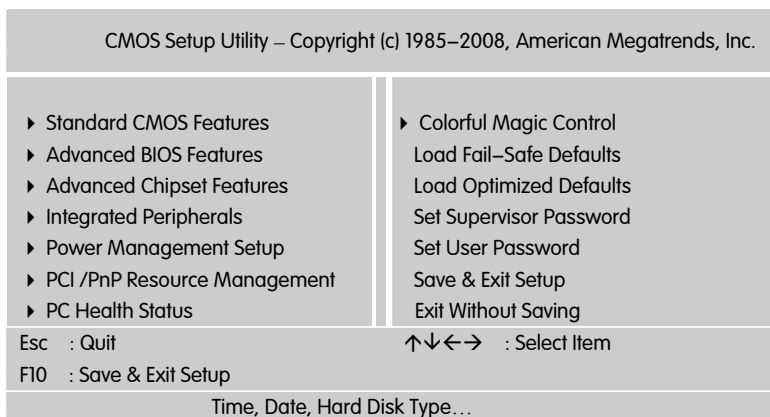 CMOS Setup Utility – Copyright (c) 1985–2008, American Megatrends, Inc.
▸ Standard CMOS Features
▸ Advanced BIOS Features
▸ Advanced Chipset Features
▸ Integrated Peripherals
▸ Power Management Setup
▸ PCI /PnP Resource Management
▸ PC Health Status
▸ Colorful Magic Control
Load Fail–Safe Defaults
Load Optimized Defaults
Set Supervisor Password
Set User Password
Save & Exit Setup
Exit Without Saving
Esc : Quit
↑↓←→ : Select Item
F10 : Save & Exit Setup
Time, Date, Hard Disk Type…